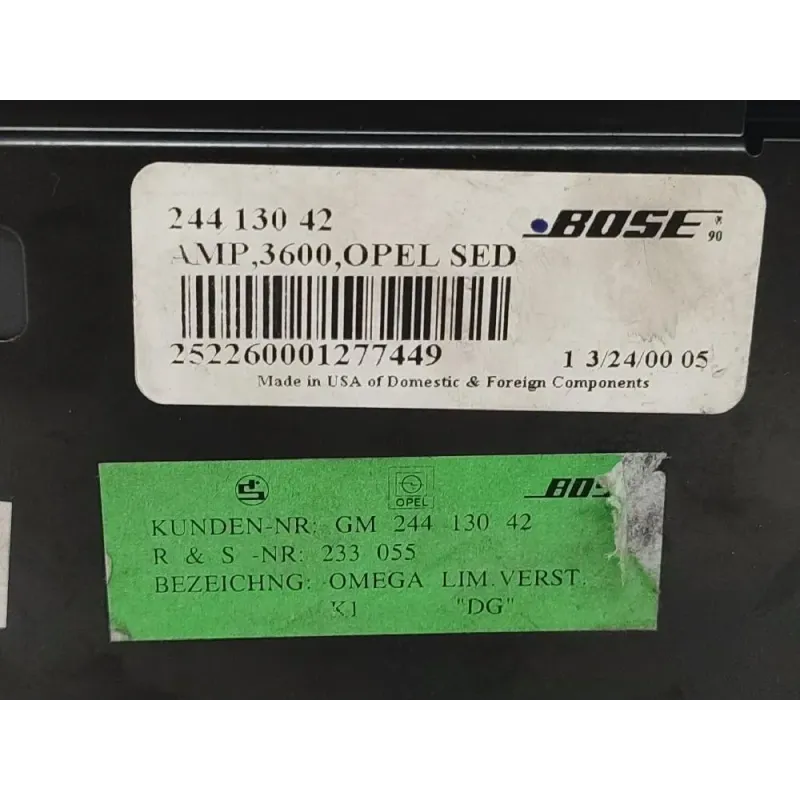 244 130 42
BOSE ® 90
AMP,3600,OPEL SED
252260001277449
1 3/24/00 05
Made in USA of Domestic & Foreign Components
OPEL
KUNDEN-NR: GM 244 130 42
R & S -NR: 233 055
BEZEICHNG: OMEGA LIM.VERST.
K1 "DG"